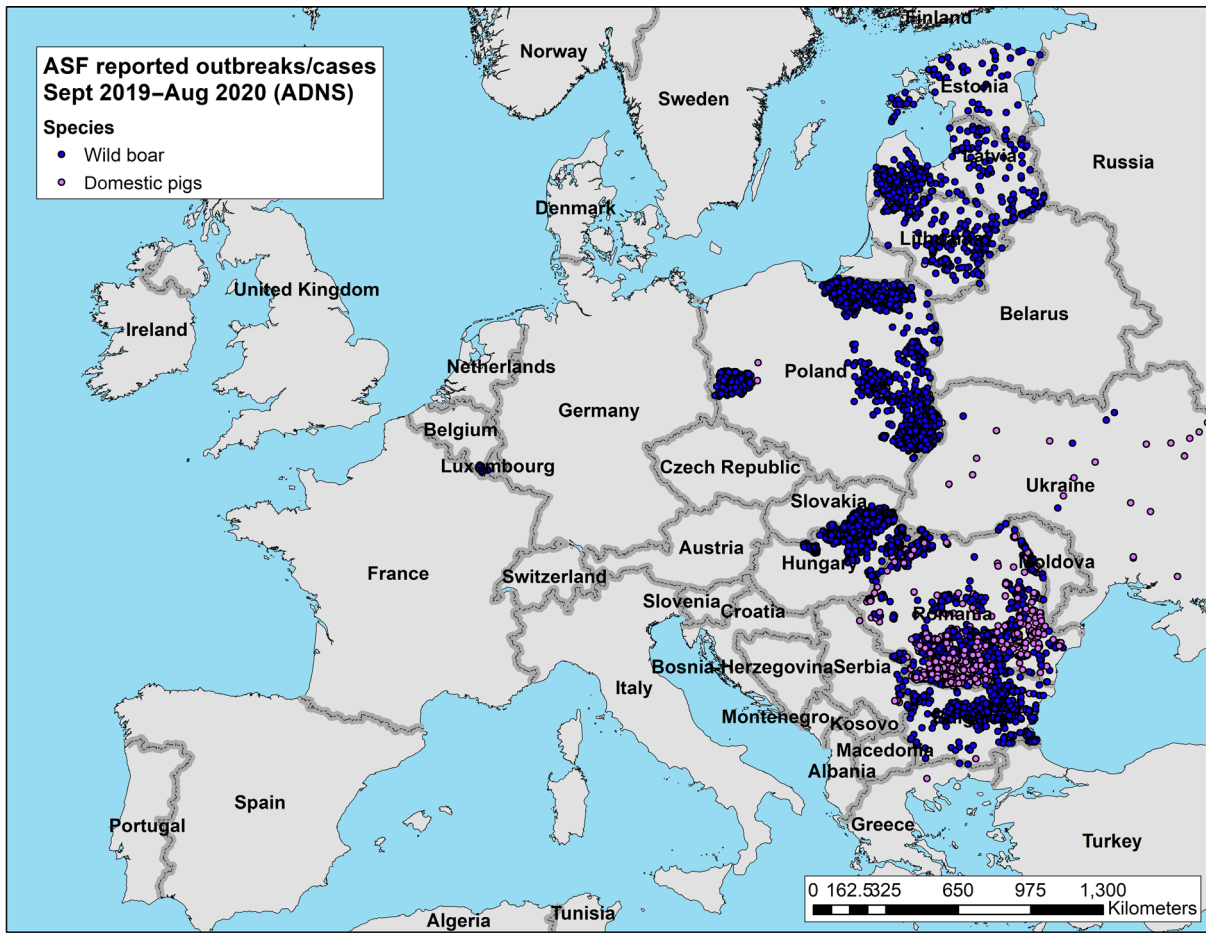 ASF reported outbreaks/cases
Sept 2019–Aug 2020 (ADNS)
Species
Wild boar
Domestic pigs
Finland
Norway
Sweden
Estonia
Latvia
Russia
Denmark
Lithuania
United Kingdom
Ireland
Belarus
Netherlands
Poland
Germany
Belgium
Luxembourg
Czech Republic
Ukraine
Slovakia
Austria
Hungary
Moldova
France
Switzerland
Slovenia
Croatia
Romania
Bosnia-Herzegovina
Serbia
Italy
Montenegro
Kosovo
Macedonia
Albania
Spain
Portugal
Greece
Turkey
Algeria
Tunisia
0 162.5 325 650 975 1,300
Kilometers